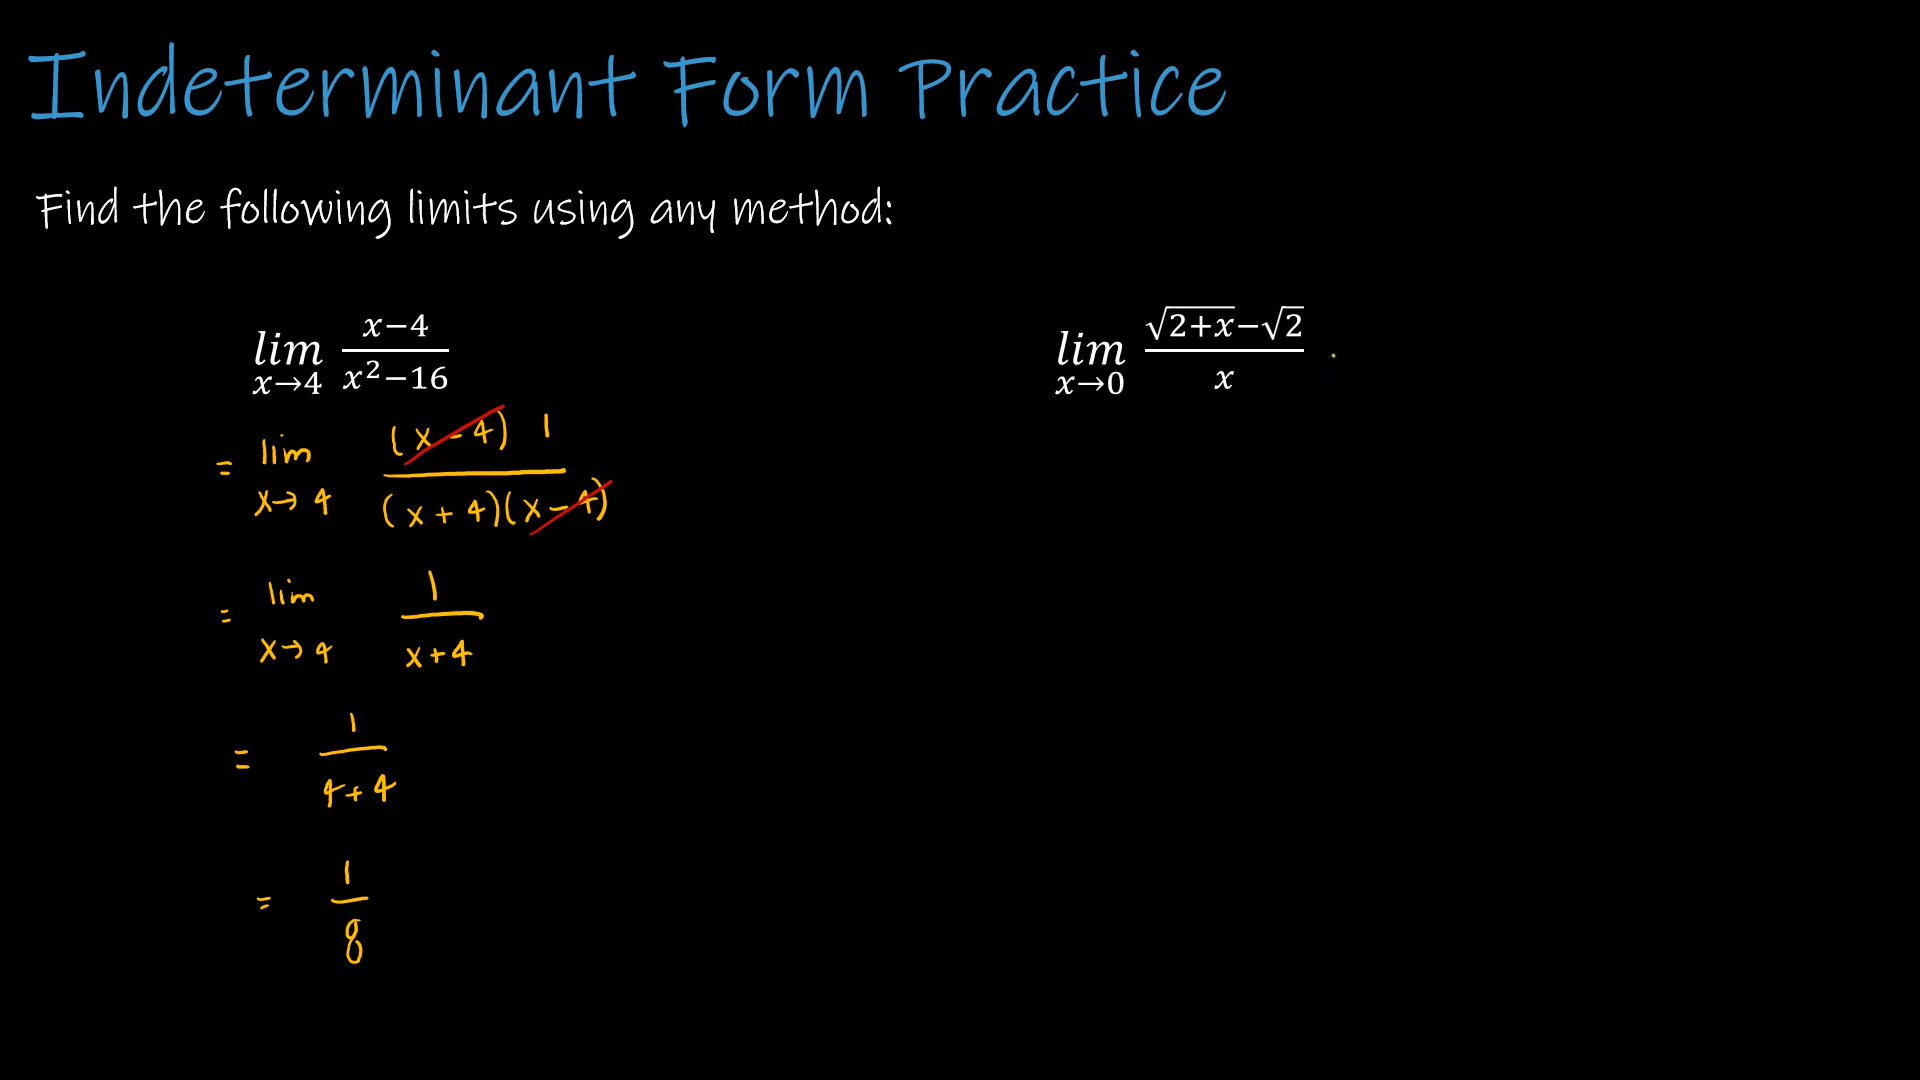 Indeterminant Form Practice
Find the following limits using any method:
lim x→4 (x−4)/(x²−16)
= lim x→4 (x−4) 1/(x+4)(x−4)
= lim x→4 1/(x+4)
= 1/(4+4)
= 1/8
lim x→0 (√(2+x)−√2)/x